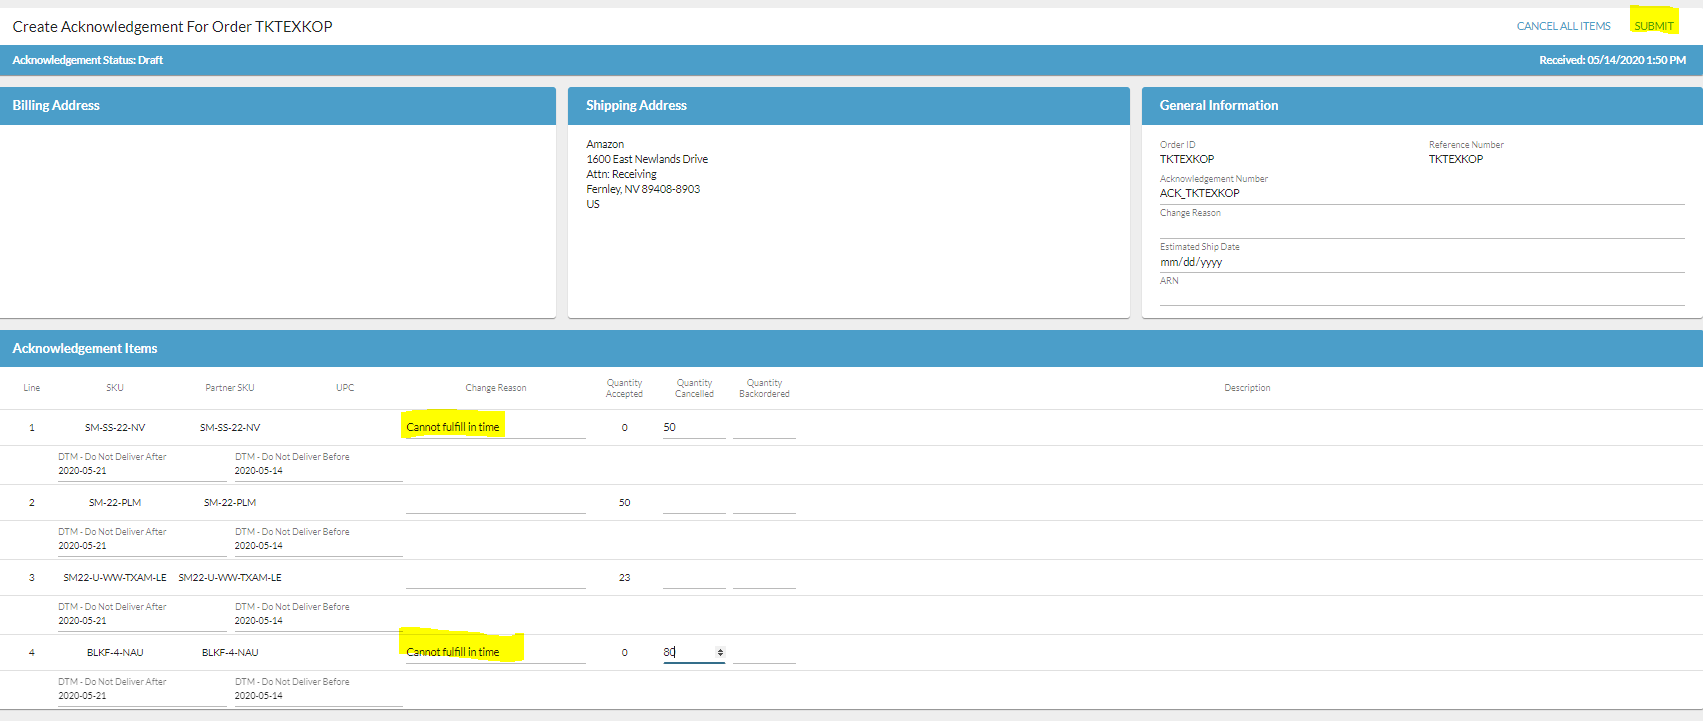 Create Acknowledgement For Order TKTEXKOP
CANCEL ALL ITEMS SUBMIT
Acknowledgement Status: Draft
Received: 05/14/2020 1:50 PM
Billing Address
Shipping Address
Amazon
1600 East Newlands Drive
Attn: Receiving
Fernley, NV 89408-8903
US
General Information
Order ID Reference Number
TKTEXKOP TKTEXKOP
Acknowledgement Number
ACK_TKTEXKOP
Change Reason
Estimated Ship Date
mm/dd/yyyy
ARN
Acknowledgement Items
Line SKU Partner SKU UPC Change Reason Quantity Accepted Quantity Cancelled Quantity Backordered Description
1 SM-SS-22-NV SM-SS-22-NV Cannot fulfill in time 0 50
DTM - Do Not Deliver After DTM - Do Not Deliver Before
2020-05-21 2020-05-14
2 SM-22-PLM SM-22-PLM 50
DTM - Do Not Deliver After DTM - Do Not Deliver Before
2020-05-21 2020-05-14
3 SM22-U-WW-TXAM-LE SM22-U-WW-TXAM-LE 23
DTM - Do Not Deliver After DTM - Do Not Deliver Before
2020-05-21 2020-05-14
4 BLKF-4-NAU BLKF-4-NAU Cannot fulfill in time 0 80
DTM - Do Not Deliver After DTM - Do Not Deliver Before
2020-05-21 2020-05-14